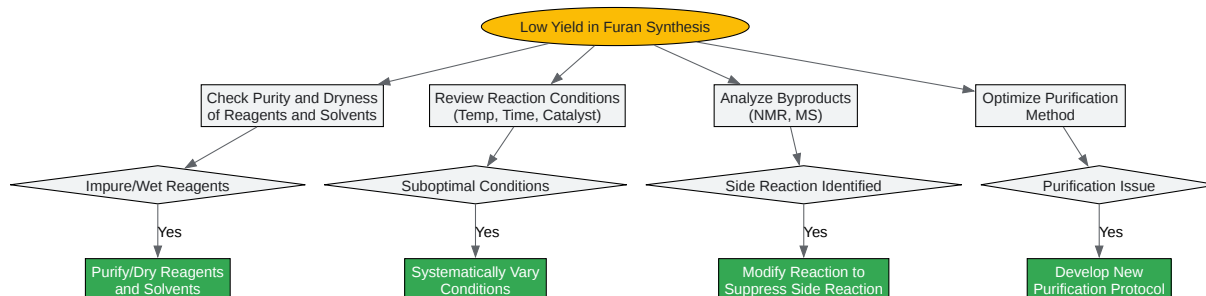 Low Yield in Furan Synthesis
Check Purity and Dryness
of Reagents and Solvents
Review Reaction Conditions
(Temp, Time, Catalyst)
Analyze Byproducts
(NMR, MS)
Optimize Purification
Method
Impure/Wet Reagents
Suboptimal Conditions
Side Reaction Identified
Purification Issue
Yes
Yes
Yes
Yes
Purify/Dry Reagents
and Solvents
Systematically Vary
Conditions
Modify Reaction to
Suppress Side Reaction
Develop New
Purification Protocol